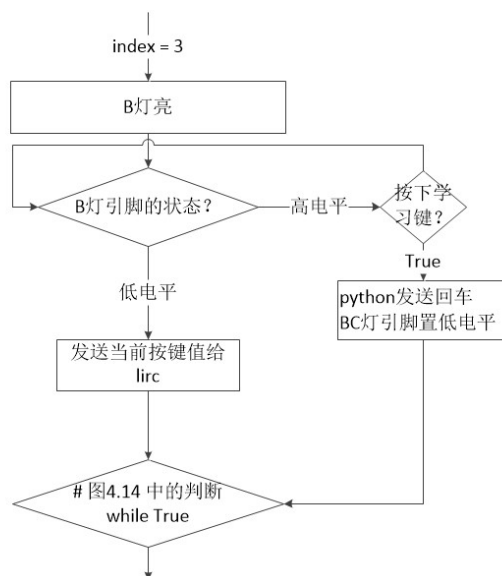 index = 3
B灯亮
B灯引脚的状态?
高电平
按下学
习键?
True
低电平
python发送回车
BC灯引脚置低电平
发送当前按键值给
lirc
# 图4.14 中的判断
while True